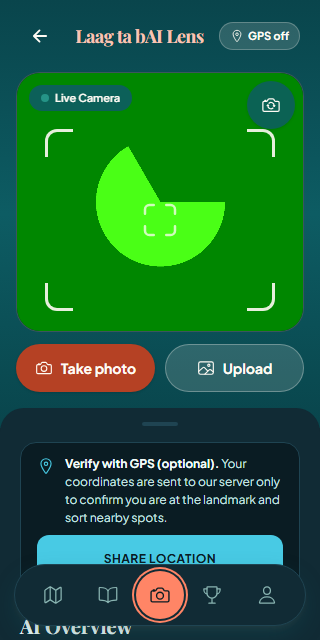 Laag ta bAI Lens
GPS off
Live Camera
Take photo
Upload
Verify with GPS (optional). Your
coordinates are sent to our server only
to confirm you are at the landmark and
sort nearby spots.
SHARE LOCATION
AI Overview